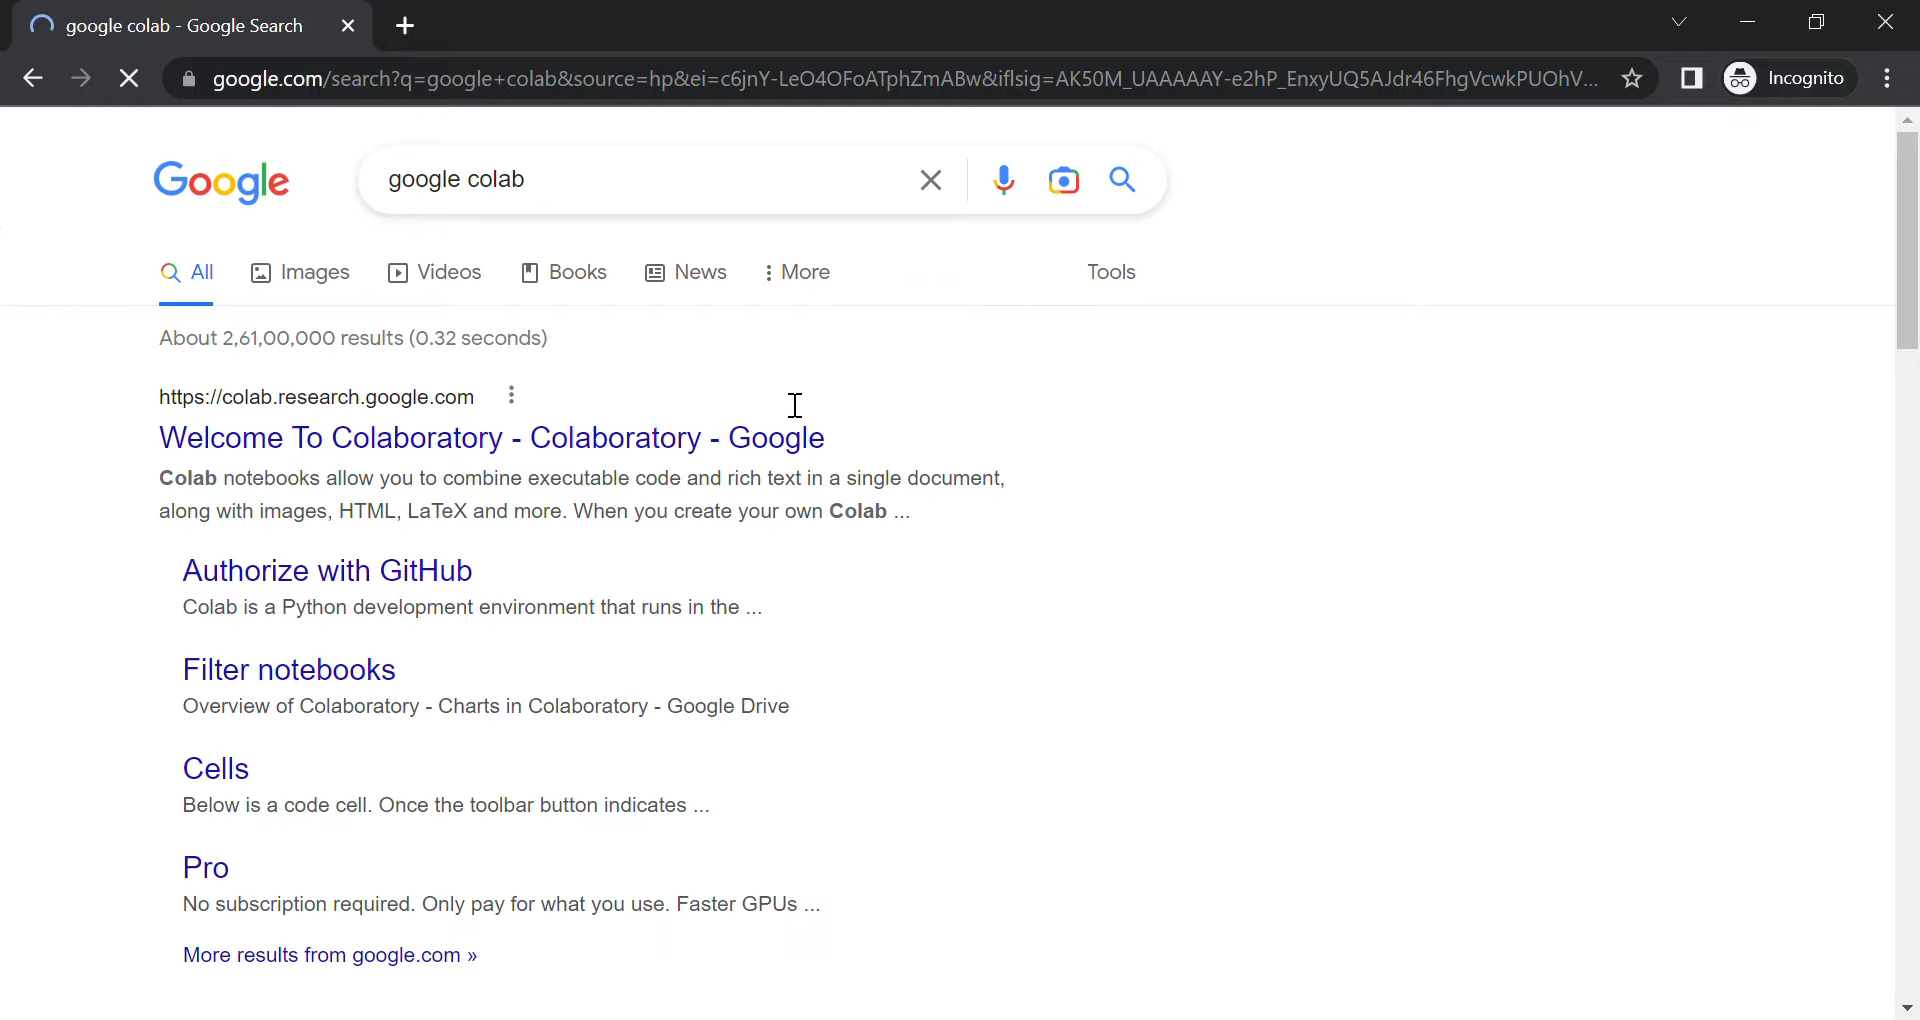 google colab - Google Search
google.com/search?q=google+colab&source=hp&ei=c6jnY-LeO4OFoATphZmABw&iflsig=AK50M_UAAAAAY-e2hP_EnxyUQ5AJdr46FhgVcwkPUOhV...
Incognito
Google
google colab
All Images Videos Books News More Tools
About 2,61,00,000 results (0.32 seconds)
https://colab.research.google.com
Welcome To Colaboratory - Colaboratory - Google
Colab notebooks allow you to combine executable code and rich text in a single document,
along with images, HTML, LaTeX and more. When you create your own Colab ...
Authorize with GitHub
Colab is a Python development environment that runs in the ...
Filter notebooks
Overview of Colaboratory - Charts in Colaboratory - Google Drive
Cells
Below is a code cell. Once the toolbar button indicates ...
Pro
No subscription required. Only pay for what you use. Faster GPUs ...
More results from google.com »